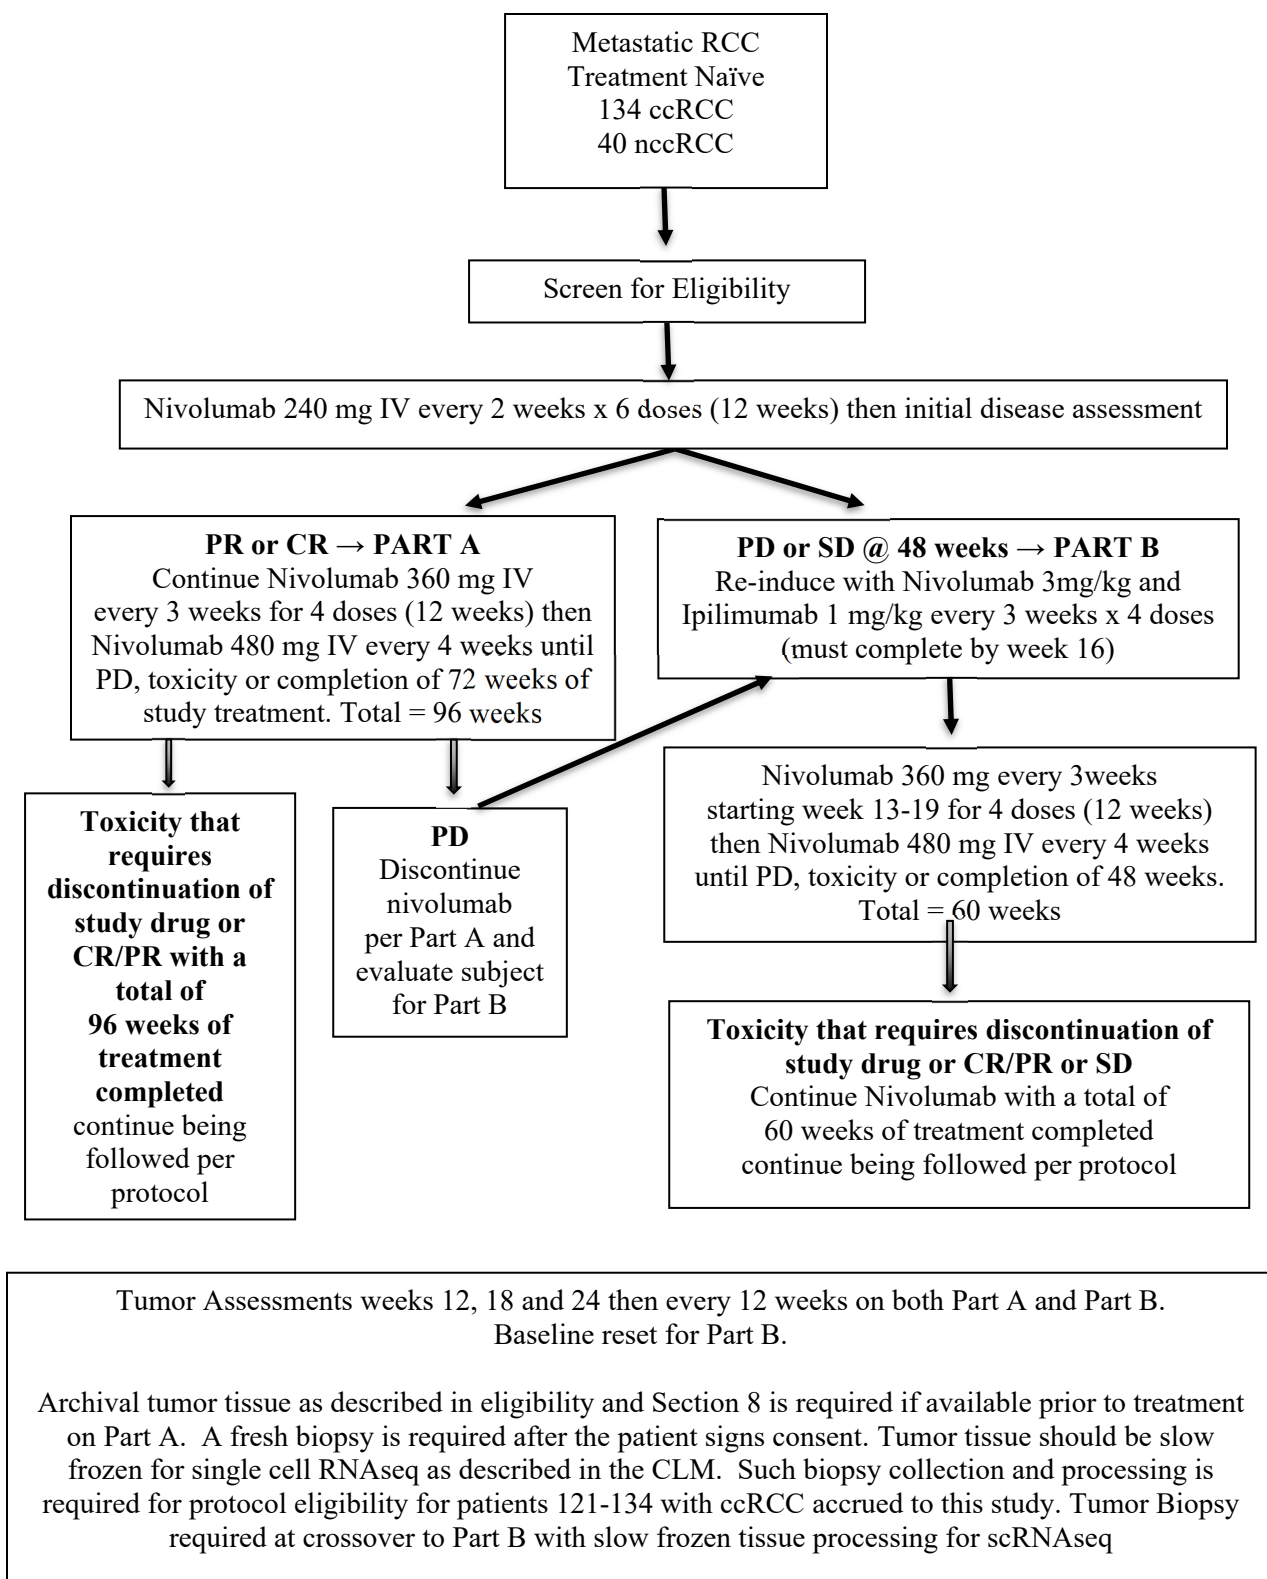 Metastatic RCC
Treatment Naïve
134 ccRCC
40 nccRCC
Screen for Eligibility
Nivolumab 240 mg IV every 2 weeks x 6 doses (12 weeks) then initial disease assessment
PR or CR → PART A
Continue Nivolumab 360 mg IV
every 3 weeks for 4 doses (12 weeks) then
Nivolumab 480 mg IV every 4 weeks until
PD, toxicity or completion of 72 weeks of
study treatment. Total = 96 weeks
PD or SD @ 48 weeks → PART B
Re-induce with Nivolumab 3mg/kg and
Ipilimumab 1 mg/kg every 3 weeks x 4 doses
(must complete by week 16)
Toxicity that
requires
discontinuation of
study drug or
CR/PR with a
total of
96 weeks of
treatment
completed
continue being
followed per
protocol
PD
Discontinue
nivolumab
per Part A and
evaluate subject
for Part B
Nivolumab 360 mg every 3weeks
starting week 13-19 for 4 doses (12 weeks)
then Nivolumab 480 mg IV every 4 weeks
until PD, toxicity or completion of 48 weeks.
Total = 60 weeks
Toxicity that requires discontinuation of
study drug or CR/PR or SD
Continue Nivolumab with a total of
60 weeks of treatment completed
continue being followed per protocol
Tumor Assessments weeks 12, 18 and 24 then every 12 weeks on both Part A and Part B.
Baseline reset for Part B.
Archival tumor tissue as described in eligibility and Section 8 is required if available prior to treatment
on Part A. A fresh biopsy is required after the patient signs consent. Tumor tissue should be slow
frozen for single cell RNAseq as described in the CLM. Such biopsy collection and processing is
required for protocol eligibility for patients 121-134 with ccRCC accrued to this study. Tumor Biopsy
required at crossover to Part B with slow frozen tissue processing for scRNAseq